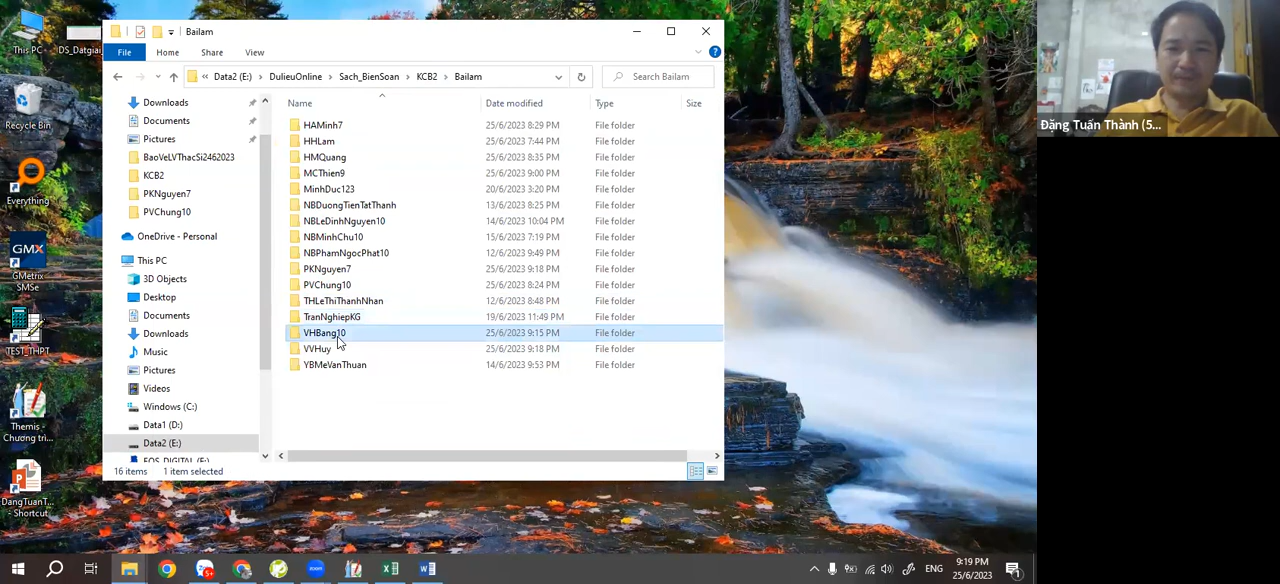 This PC
DS_Datgiai
Recycle Bin
Everything
GMX
GMetrix
SMSe
TEST_THPT
Themis -
Chương trì...
DangTuanT...
- Shortcut
Bailam
File
Home
Share
View
Data2 (E:) > DulieuOnline > Sach_BienSoan > KCB2 > Bailam
Search Bailam
Downloads
Documents
Pictures
BaoVeLVThacSi2462023
KCB2
PKNguyen7
PVChung10
OneDrive - Personal
This PC
3D Objects
Desktop
Documents
Downloads
Music
Pictures
Videos
Windows (C:)
Data1 (D:)
Data2 (E:)
EOS_DIGITAL (F:)
Name Date modified Type Size
HAMinh7 25/6/2023 8:29 PM File folder
HHLam 25/6/2023 7:44 PM File folder
HMQuang 25/6/2023 8:35 PM File folder
MCThien9 25/6/2023 9:00 PM File folder
MinhDuc123 20/6/2023 3:20 PM File folder
NBDuongTienTatThanh 13/6/2023 8:25 PM File folder
NBLeDinhNguyen10 14/6/2023 10:04 PM File folder
NBMinhChu10 15/6/2023 7:19 PM File folder
NBPhamNgocPhat10 12/6/2023 9:49 PM File folder
PKNguyen7 25/6/2023 9:18 PM File folder
PVChung10 25/6/2023 8:24 PM File folder
THLeThiThanhNhan 12/6/2023 8:48 PM File folder
TranNghiepKG 19/6/2023 11:49 PM File folder
VHBang10 25/6/2023 9:15 PM File folder
VVHuy 25/6/2023 9:18 PM File folder
YBMeVanThuan 14/6/2023 9:53 PM File folder
16 items 1 item selected
Đặng Tuấn Thành (5...
5+
zoom
ENG
9:19 PM
25/6/2023